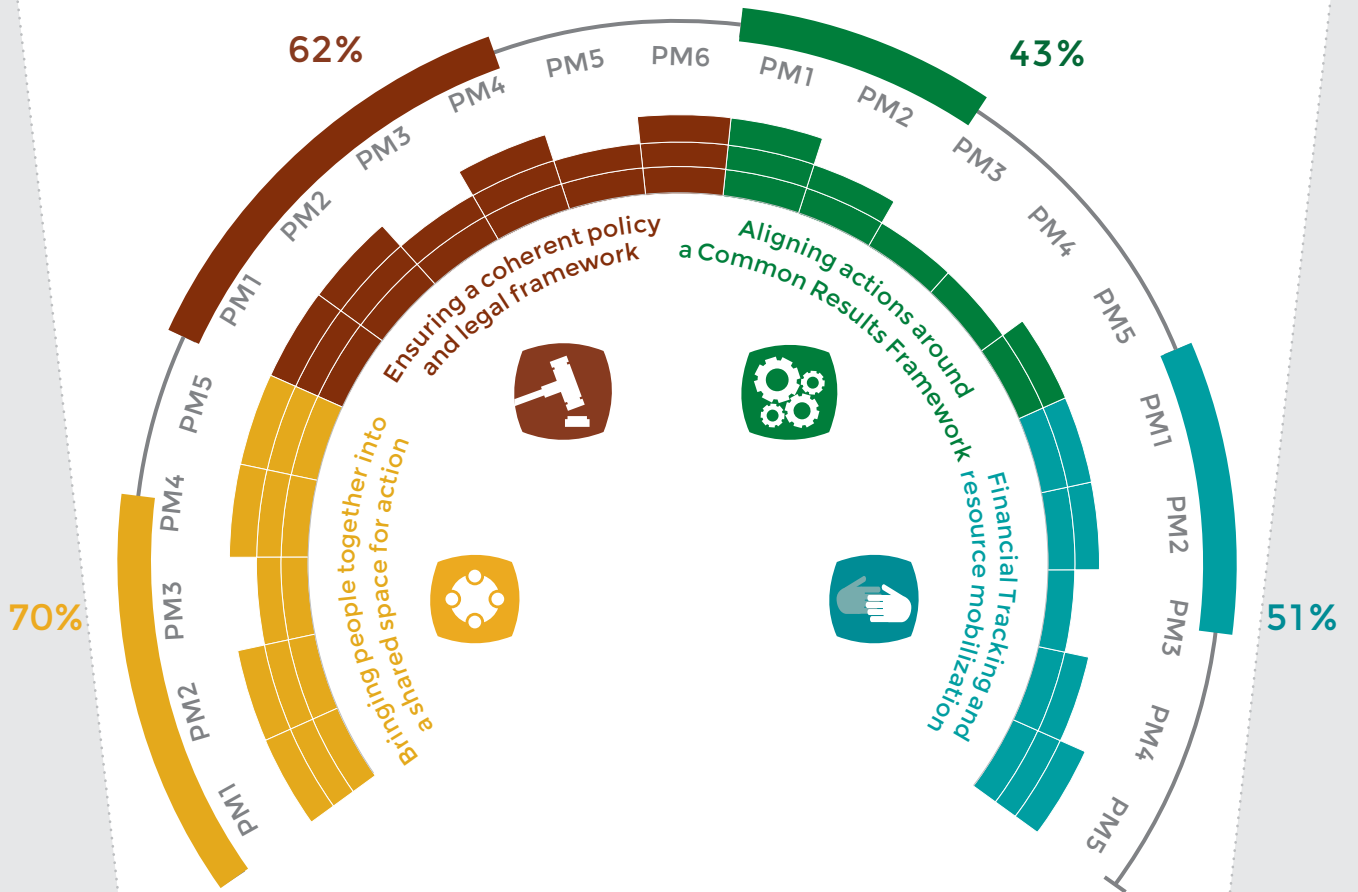 62%
43%
70%
51%
PM1
PM2
PM3
PM4
PM5
PM1
PM2
PM3
PM4
PM5
PM6
PM1
PM2
PM3
PM4
PM5
PM1
PM2
PM3
PM4
PM5
Bringing people together into
a shared space for action
Ensuring a coherent policy
and legal framework
Aligning actions around
a Common Results Framework
Financial Tracking and
resource mobilization